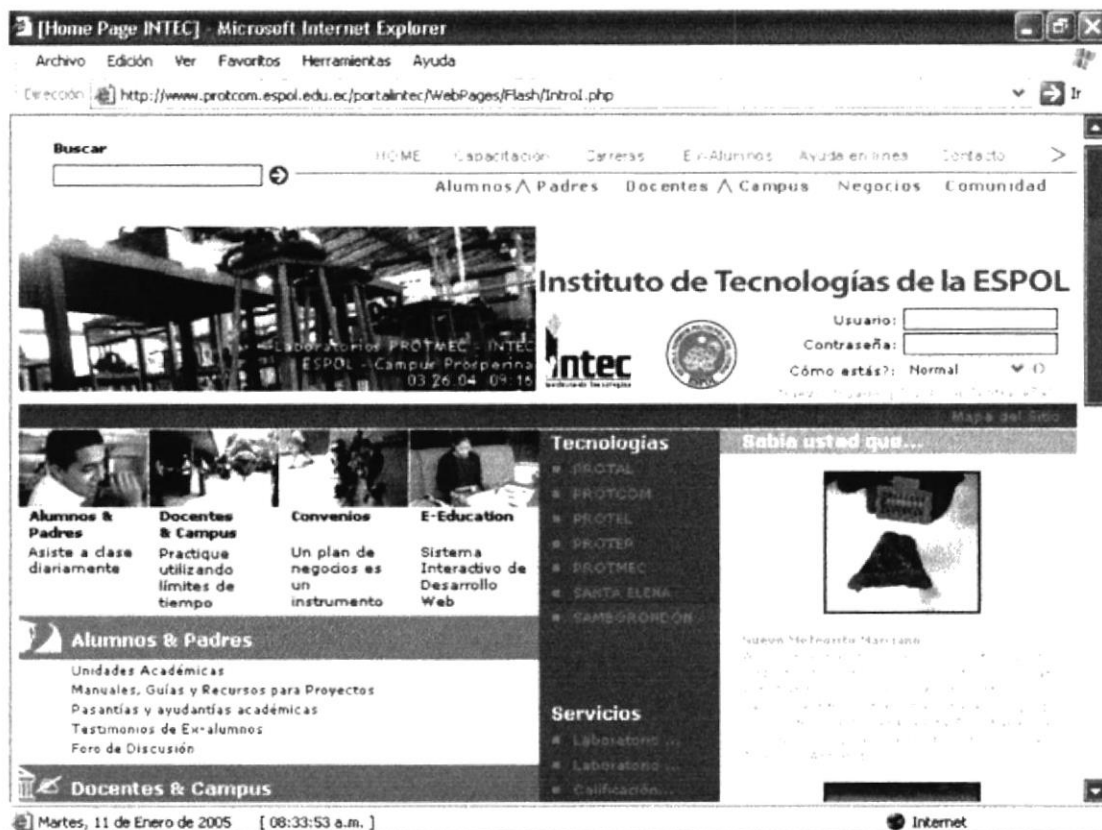 [Home Page INTEC] - Microsoft Internet Explorer
Archivo Edición Ver Favoritos Herramientas Ayuda
Dirección http://www.protcom.espol.edu.ec/portalintec/WebPages/Flash/Intro1.php Ir
Buscar
HOME Capacitación Carreras Ex-Alumnos Ayuda en línea Contacto >
Alumnos Padres Docentes Campus Negocios Comunidad
Laboratorios PROTMEC - INTEC
ESPOL - Campus Prosperina
03.26.04 09:16
Instituto de Tecnologías de la ESPOL
intec
ESPOL
Usuario:
Contraseña:
Cómo estás?: Normal
Mapa del Sitio
Alumnos & Padres
Asiste a clase diariamente
Docentes & Campus
Practique utilizando límites de tiempo
Convenios
Un plan de negocios es un instrumento
E-Education
Sistema Interactivo de Desarrollo Web
Alumnos & Padres
Unidades Académicas
Manuales, Guías y Recursos para Proyectos
Pasantías y ayudantías académicas
Testimonios de Ex-alumnos
Foro de Discusión
Docentes & Campus
Tecnologías
PROTAL
PROTCOM
PROTEL
PROTEP
PROTMEC
SANTA ELENA
SAMBORONDÓN
Servicios
Laboratorio ...
Laboratorio ...
Calificación...
Sabía usted que...
Nuevo Meteorito Marciano
Martes, 11 de Enero de 2005 [ 08:33:53 a.m. ] Internet